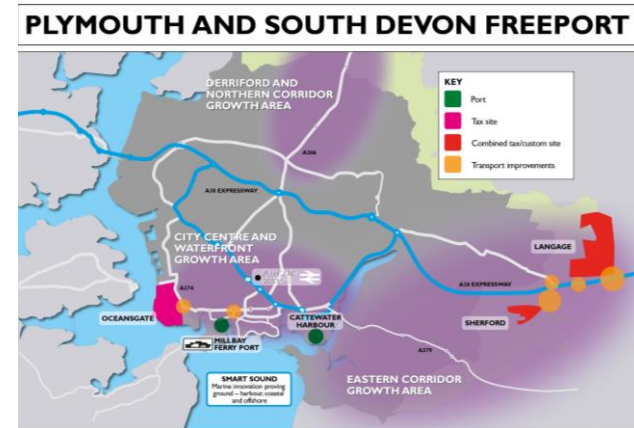 PLYMOUTH AND SOUTH DEVON FREEPORT
DERRIFORD AND
NORTHERN CORRIDOR
GROWTH AREA
KEY
Port
Tax site
Combined tax/custom site
Transport improvements
A386
A38 EXPRESSWAY
CITY CENTRE AND
WATERFRONT
GROWTH AREA
LANGAGE
A38 EXPRESSWAY
A374
OCEANSGATE
CATTEWATER
HARBOUR
SHERFORD
MILLBAY
FERRY PORT
A379
SMART SOUND
Marine innovation proving
ground – harbour, coastal
and offshore
EASTERN CORRIDOR
GROWTH AREA